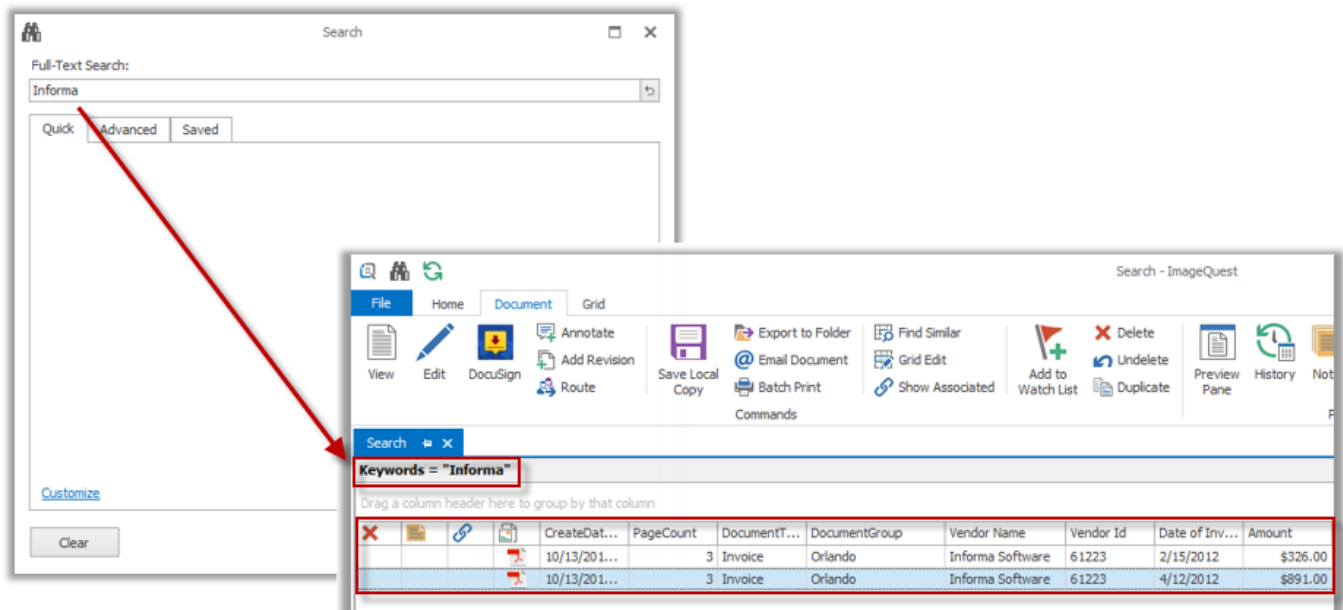 Search
Full-Text Search:
Informa
Quick Advanced Saved
Customize
Clear
Search - ImageQuest
File Home Document Grid
View
Edit
DocuSign
Annotate
Add Revision
Route
Save Local
Copy
Export to Folder
Email Document
Batch Print
Find Similar
Grid Edit
Show Associated
Add to
Watch List
Delete
Undelete
Duplicate
Preview
Pane
History
Not
Commands
Search
Keywords = "Informa"
Drag a column header here to group by that column
CreateDat... PageCount DocumentT... DocumentGroup Vendor Name Vendor Id Date of Inv... Amount
10/13/201... 3 Invoice Orlando Informa Software 61223 2/15/2012 $326.00
10/13/201... 3 Invoice Orlando Informa Software 61223 4/12/2012 $891.00